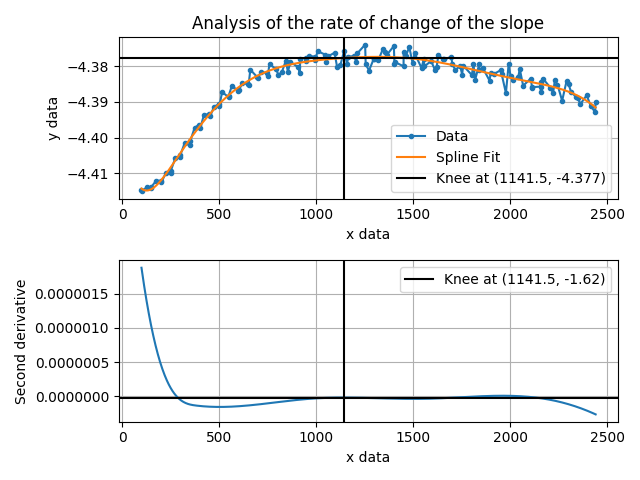 Analysis of the rate of change of the slope
−4.38
−4.39
−4.40
−4.41
y data
Data
Spline Fit
Knee at (1141.5, -4.377)
0 500 1000 1500 2000 2500
x data
Knee at (1141.5, -1.62)
0.0000015
0.0000010
0.0000005
0.0000000
Second derivative
0 500 1000 1500 2000 2500
x data